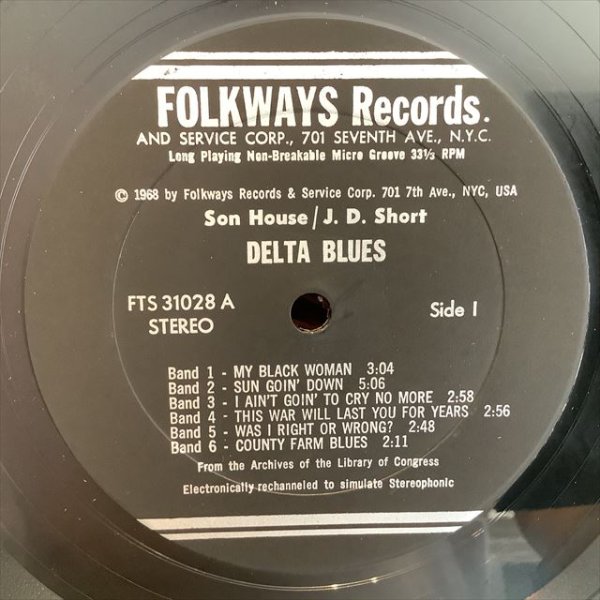 FOLKWAYS Records.
AND SERVICE CORP., 701 SEVENTH AVE., N.Y.C.
Long Playing Non-Breakable Micro Groove 33⅓ RPM
© 1968 by Folkways Records & Service Corp. 701 7th Ave., NYC, USA
Son House / J. D. Short
DELTA BLUES
FTS 31028 A
STEREO
Side I
Band 1 - MY BLACK WOMAN 3:04
Band 2 - SUN GOIN' DOWN 5:06
Band 3 - I AIN'T GOIN' TO CRY NO MORE 2:58
Band 4 - THIS WAR WILL LAST YOU FOR YEARS 2:56
Band 5 - WAS I RIGHT OR WRONG? 2:48
Band 6 - COUNTY FARM BLUES 2:11
From the Archives of the Library of Congress
Electronically rechanneled to simulate Stereophonic